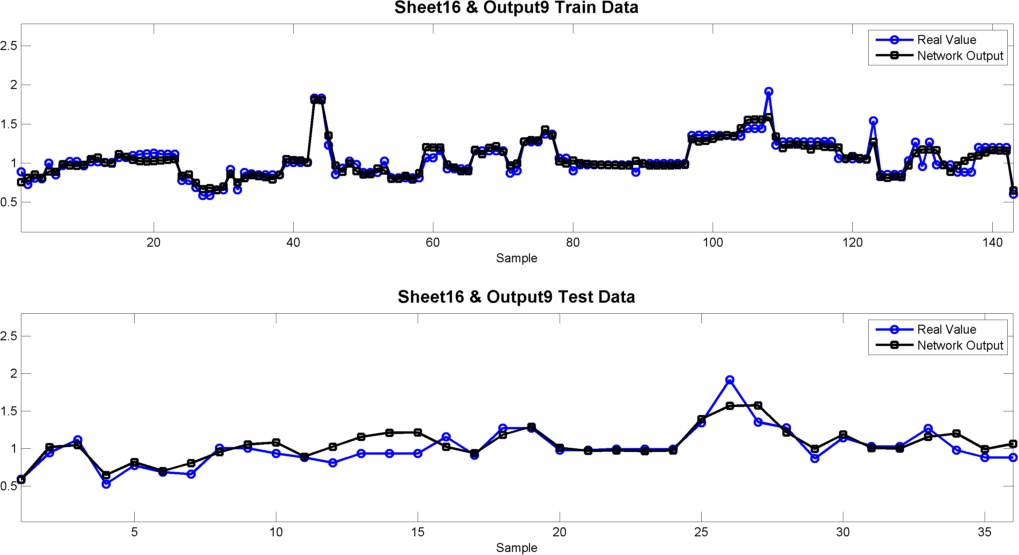 Sheet16 & Output9 Train Data
2.5
2
1.5
1
0.5
Real Value
Network Output
20 40 60 80 100 120 140
Sample
Sheet16 & Output9 Test Data
2.5
2
1.5
1
0.5
Real Value
Network Output
5 10 15 20 25 30 35
Sample